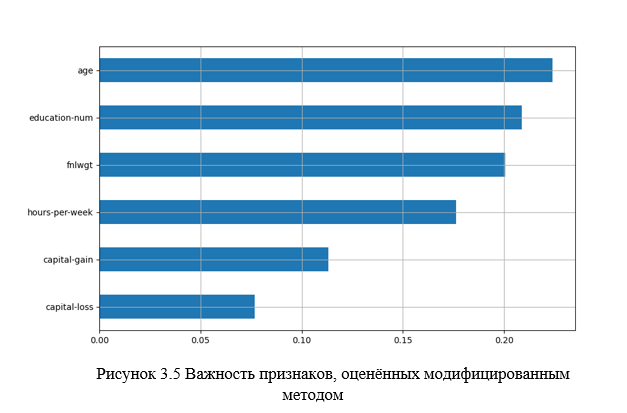 age
education-num
fnlwgt
hours-per-week
capital-gain
capital-loss
0.00 0.05 0.10 0.15 0.20
Рисунок 3.5 Важность признаков, оценённых модифицированным
методом